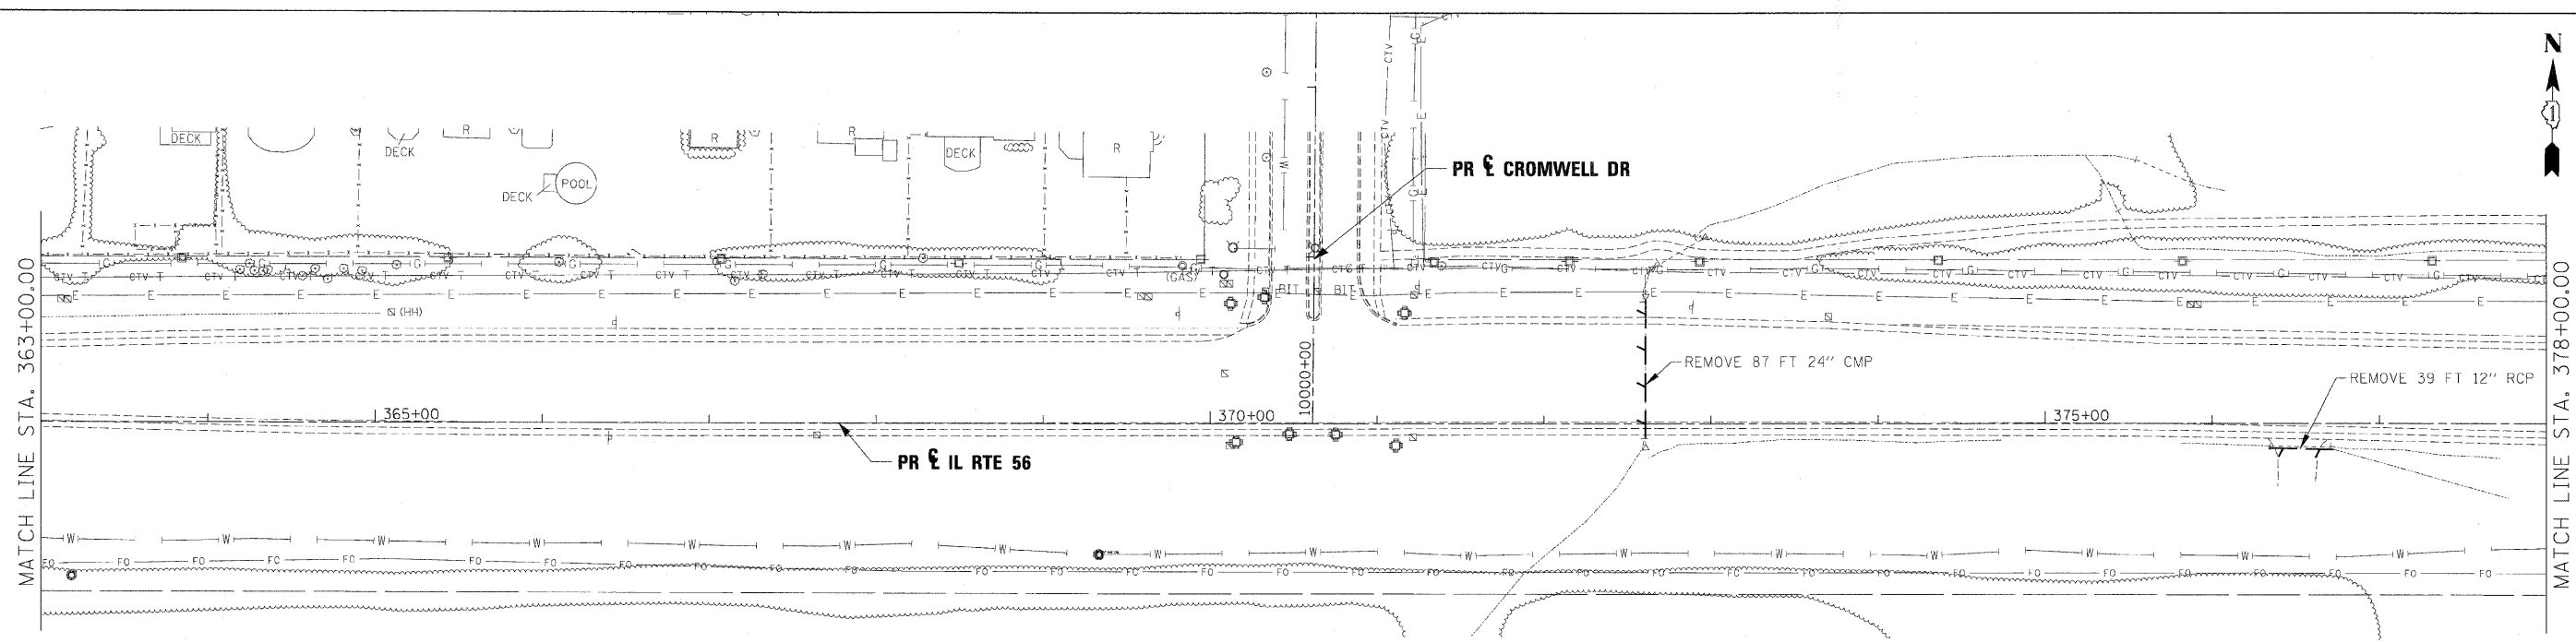 N
1
DECK
DECK
R
DECK
POOL
R
R
DECK
R
PR ℄ CROMWELL DR
CTV
G
E
W
(GAS)
BIT
BIT
(HH)
CTV T
G
E
REMOVE 87 FT 24" CMP
REMOVE 39 FT 12" RCP
10000+00
365+00
370+00
375+00
PR ℄ IL RTE 56
W
FO
MATCH LINE STA. 363+00.00
MATCH LINE STA. 378+00.00